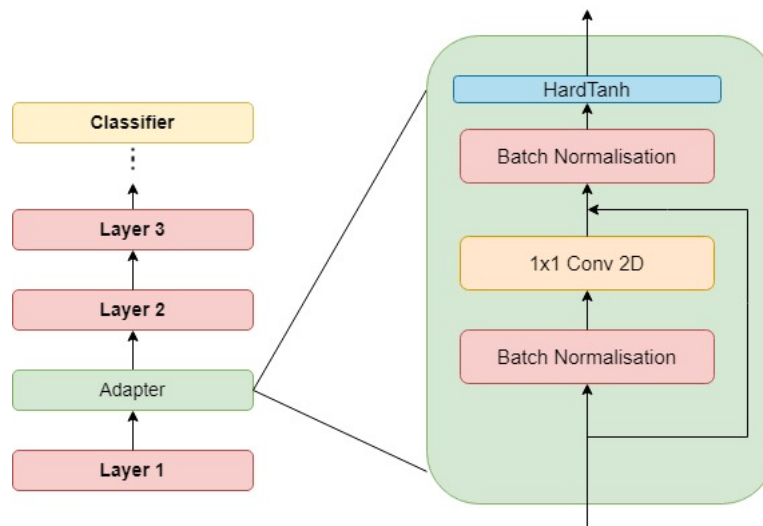 Classifier
Layer 3
Layer 2
Adapter
Layer 1
HardTanh
Batch Normalisation
1x1 Conv 2D
Batch Normalisation